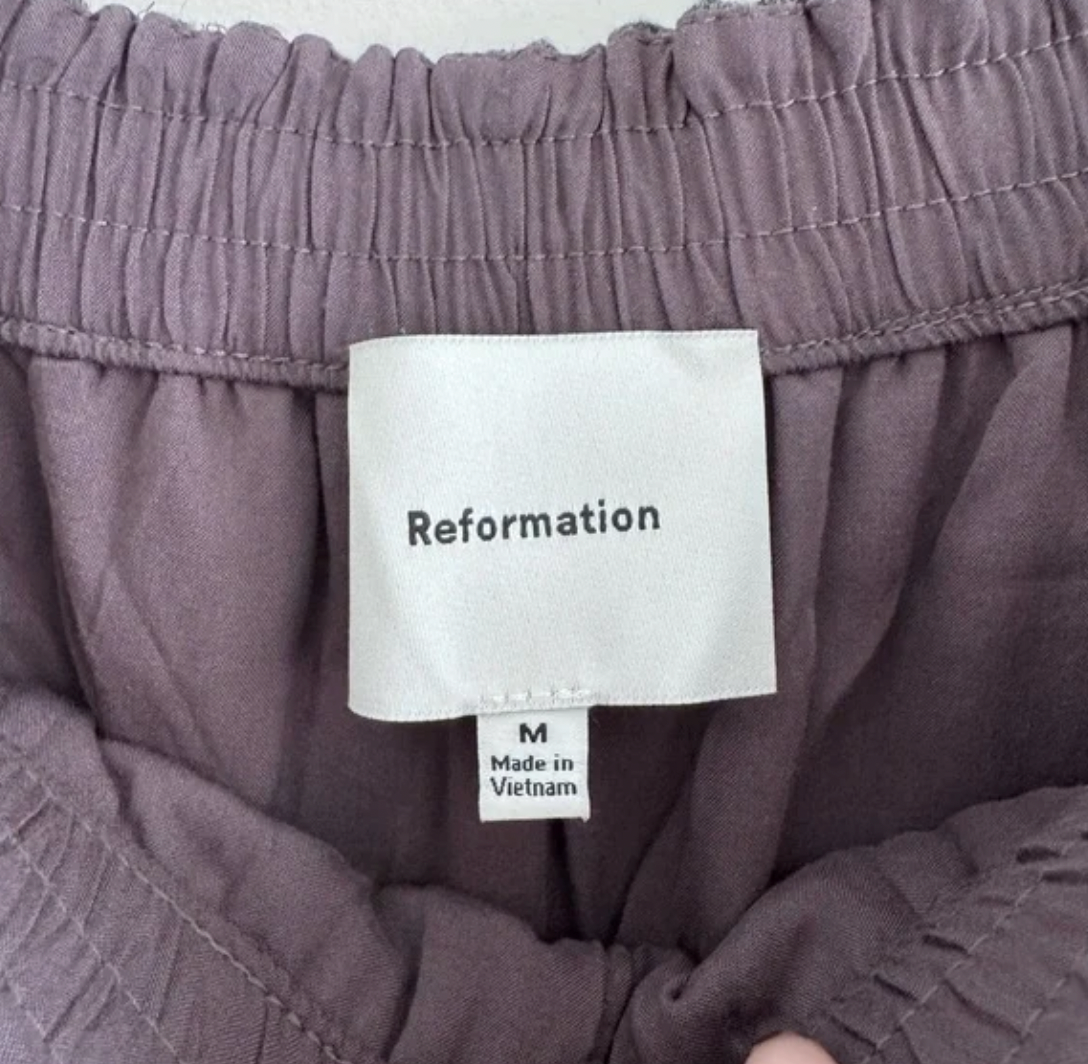 Reformation
M
Made in
Vietnam